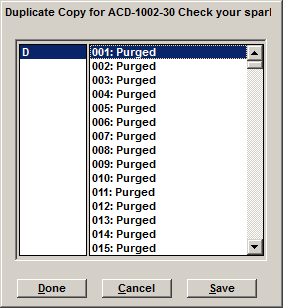 Duplicate Copy for ACD-1002-30 Check your spark
D
001: Purged
002: Purged
003: Purged
004: Purged
005: Purged
006: Purged
007: Purged
008: Purged
009: Purged
010: Purged
011: Purged
012: Purged
013: Purged
014: Purged
015: Purged
Done Cancel Save